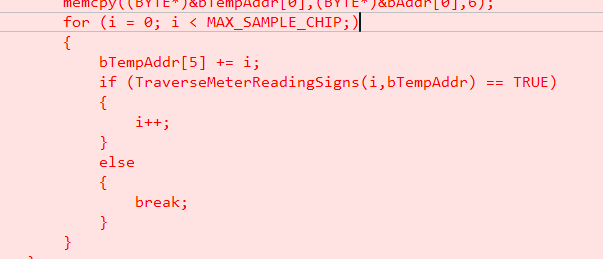 memcpy((BYTE*)&bTempAddr[0],(BYTE*)&bAddr[0],6);
for (i = 0; i < MAX_SAMPLE_CHIP;)
{
bTempAddr[5] += i;
if (TraverseMeterReadingSigns(i,bTempAddr) == TRUE)
{
i++;
}
else
{
break;
}
}